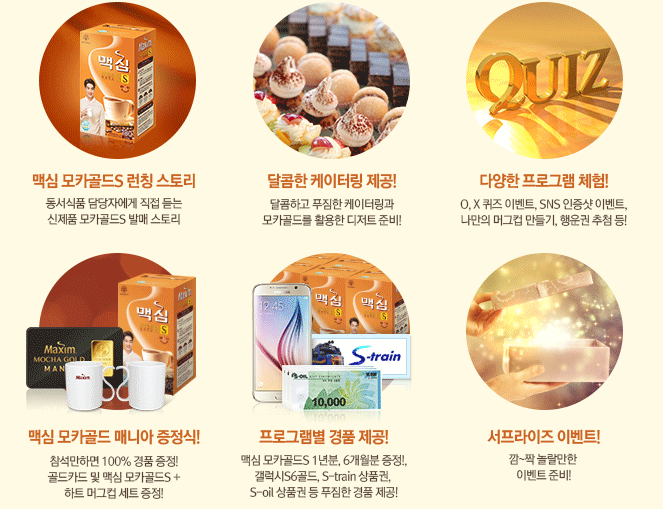 맥심
S
QUIZ
맥심 모카골드S 런칭 스토리
동서식품 담당자에게 직접 듣는
신제품 모카골드S 발매 스토리
달콤한 케이터링 제공!
달콤하고 푸짐한 케이터링과
모카골드를 활용한 디저트 준비!
다양한 프로그램 체험!
O, X 퀴즈 이벤트, SNS 인증샷 이벤트,
나만의 머그컵 만들기, 행운권 추첨 등!
Maxim
맥심
S
Maxim
MOCHA GOLD
Maxim
12:45
맥심
S
맥심
S
S-train
S-OIL
10,000
맥심 모카골드 매니아 증정식!
참석만하면 100% 경품 증정!
골드카드 및 맥심 모카골드S +
하트 머그컵 세트 증정!
프로그램별 경품 제공!
맥심 모카골드S 1년분, 6개월분 증정!,
갤럭시S6골드, S-train 상품권,
S-oil 상품권 등 푸짐한 경품 제공!
서프라이즈 이벤트!
깜~짝 놀랄만한
이벤트 준비!